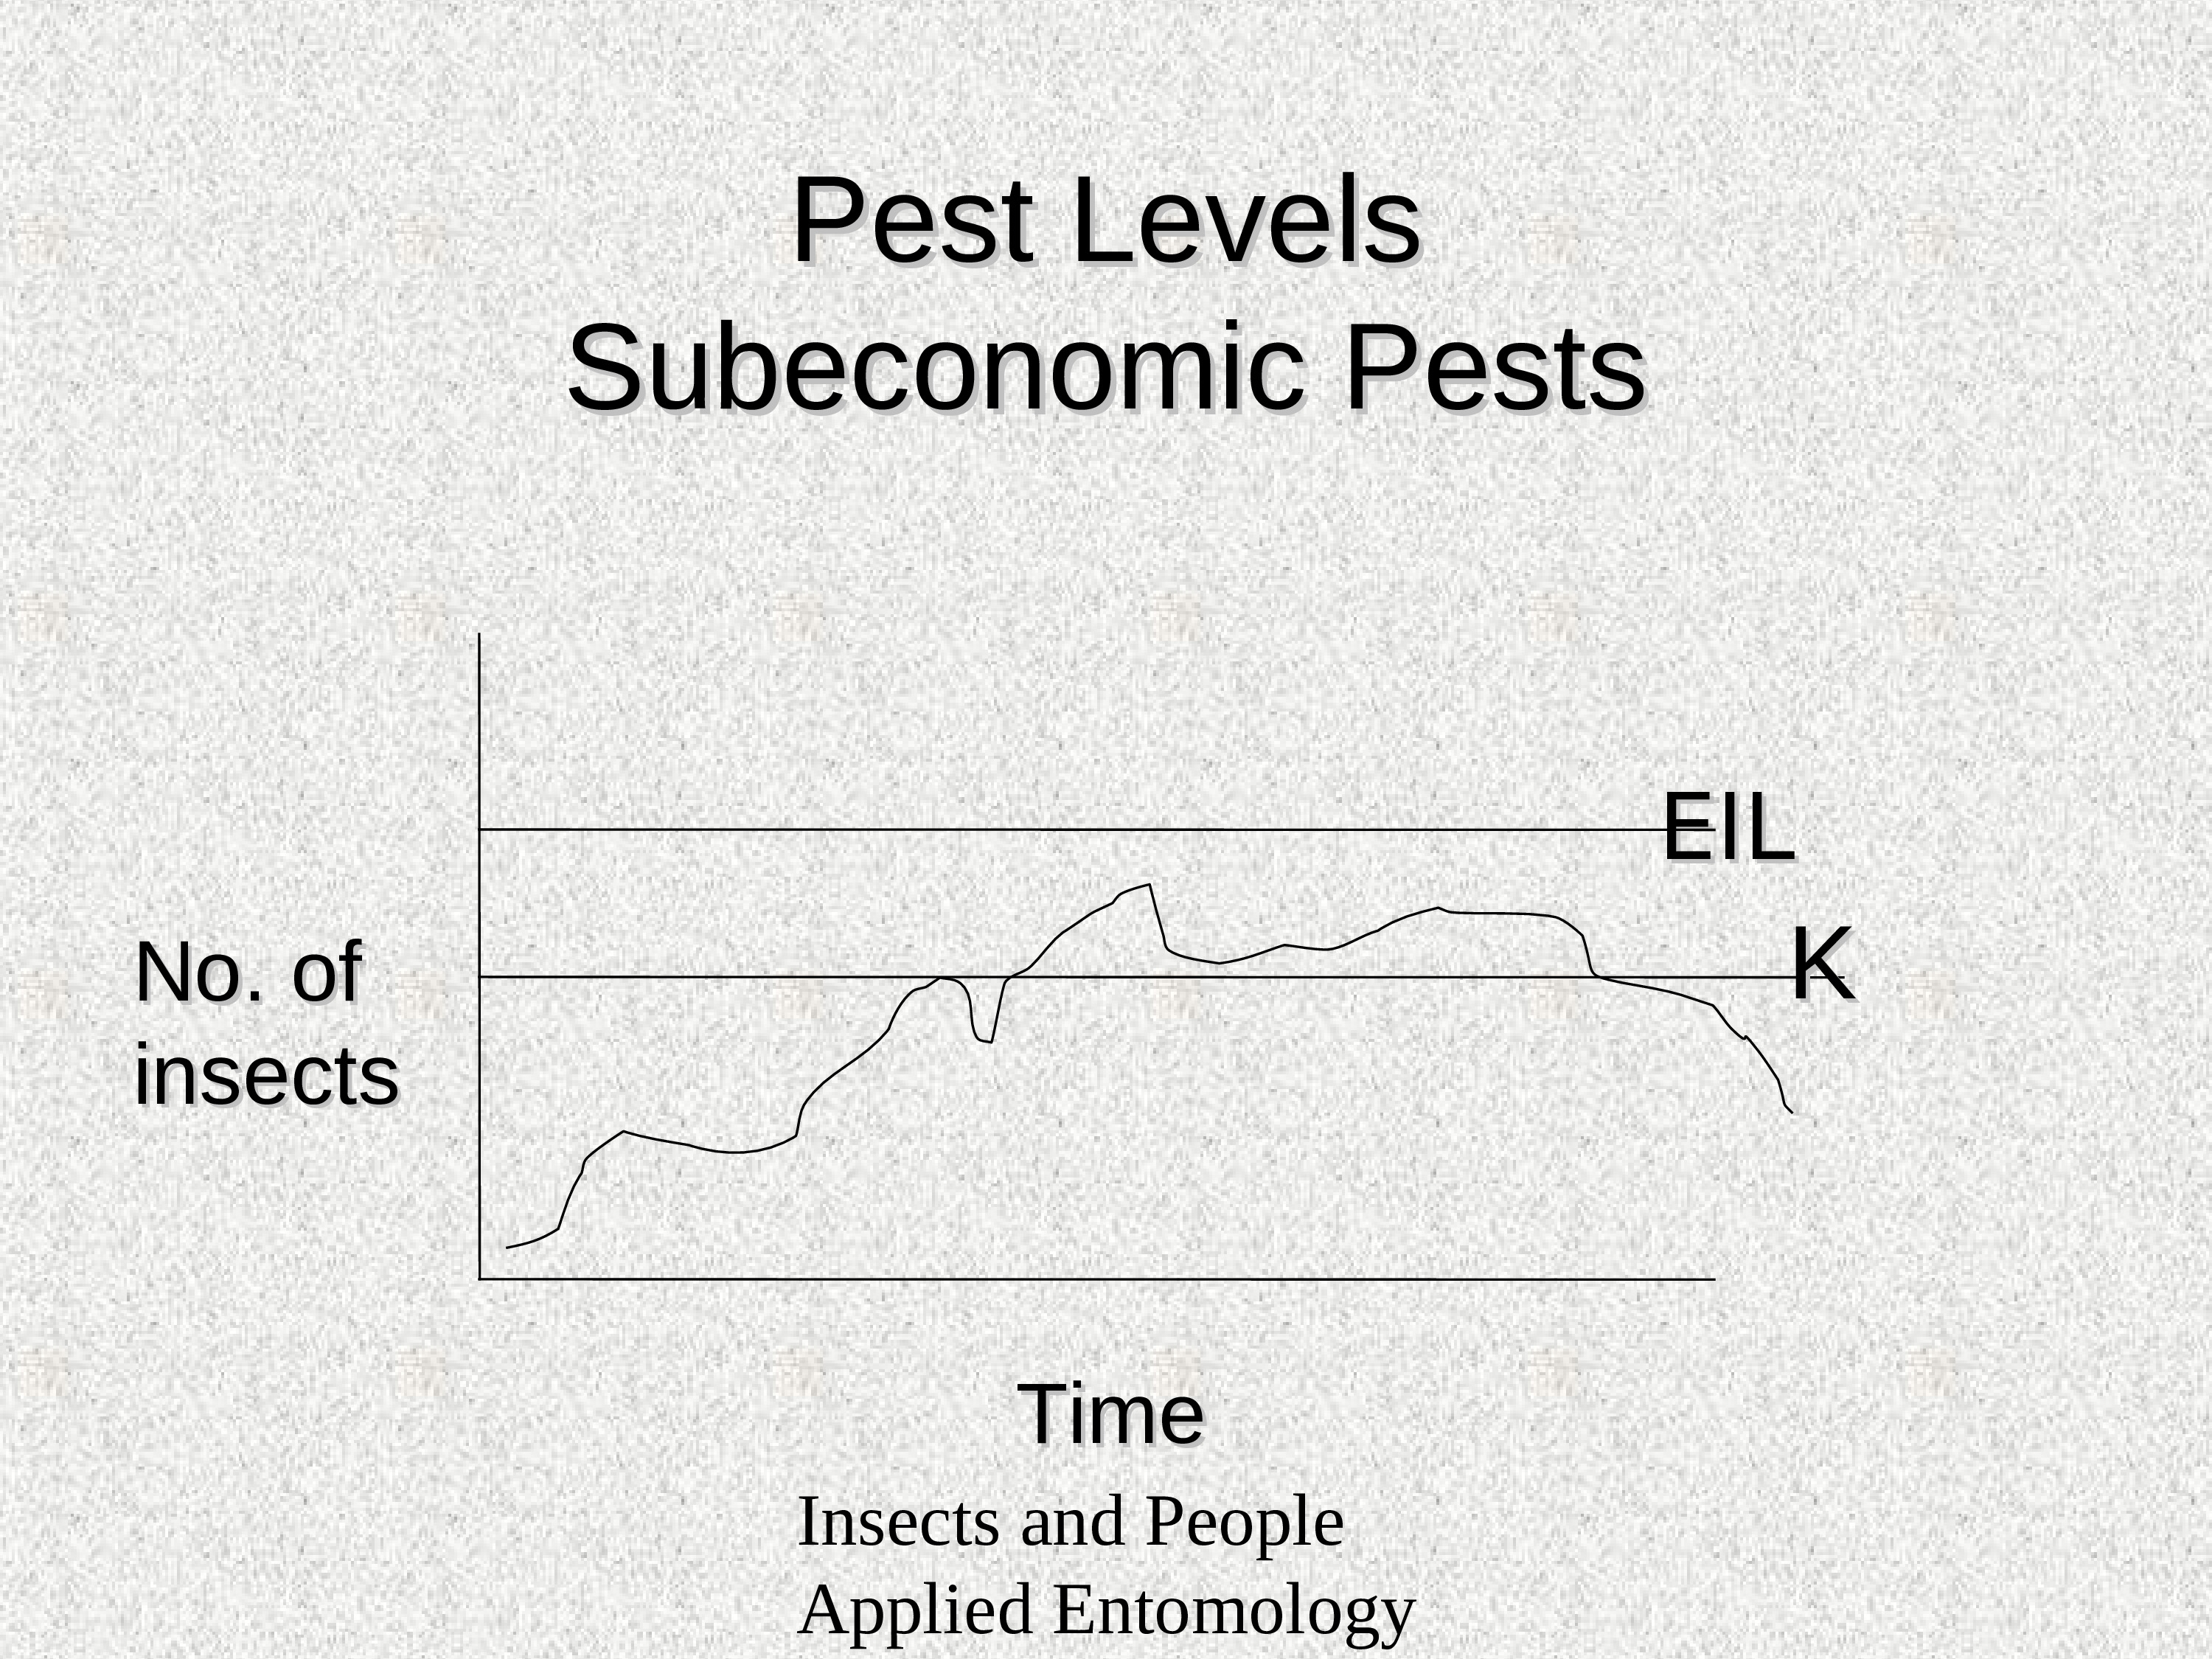 Pest Levels
Subeconomic Pests
EIL
K
No. of
insects
Time
Insects and People
Applied Entomology